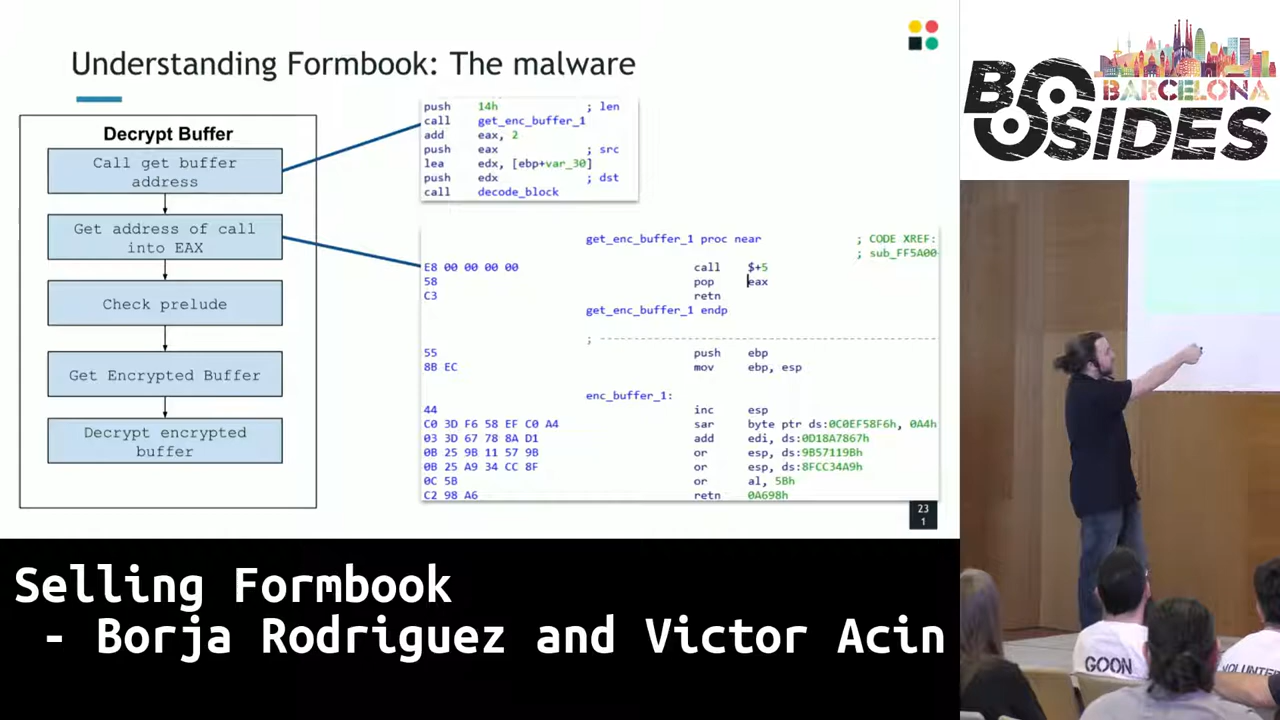 Understanding Formbook: The malware
Decrypt Buffer
Call get buffer
address
Get address of call
into EAX
Check prelude
Get Encrypted Buffer
Decrypt encrypted
buffer
push 14h ; len
call get_enc_buffer_1
add eax, 2
push eax ; src
lea edx, [ebp+var_30]
push edx ; dst
call decode_block
get_enc_buffer_1 proc near ; CODE XREF:
; sub_FF5A00
E8 00 00 00 00 call $+5
58 pop eax
C3 retn
get_enc_buffer_1 endp
; ---------------------------------------
55 push ebp
8B EC mov ebp, esp
enc_buffer_1:
44 inc esp
C0 3D F6 58 EF C0 A4 sar byte ptr ds:0C0EF58F6h, 0A4h
03 3D 67 78 8A D1 add edi, ds:0D18A7867h
0B 25 9B 11 57 9B or esp, ds:9B57119Bh
0B 25 A9 34 CC 8F or esp, ds:8FCC34A9h
0C 5B or al, 5Bh
C2 98 A6 retn 0A698h
23
1
Selling Formbook
- Borja Rodriguez and Victor Acin
BSIDES
BARCELONA
GOON
VOLUNTE